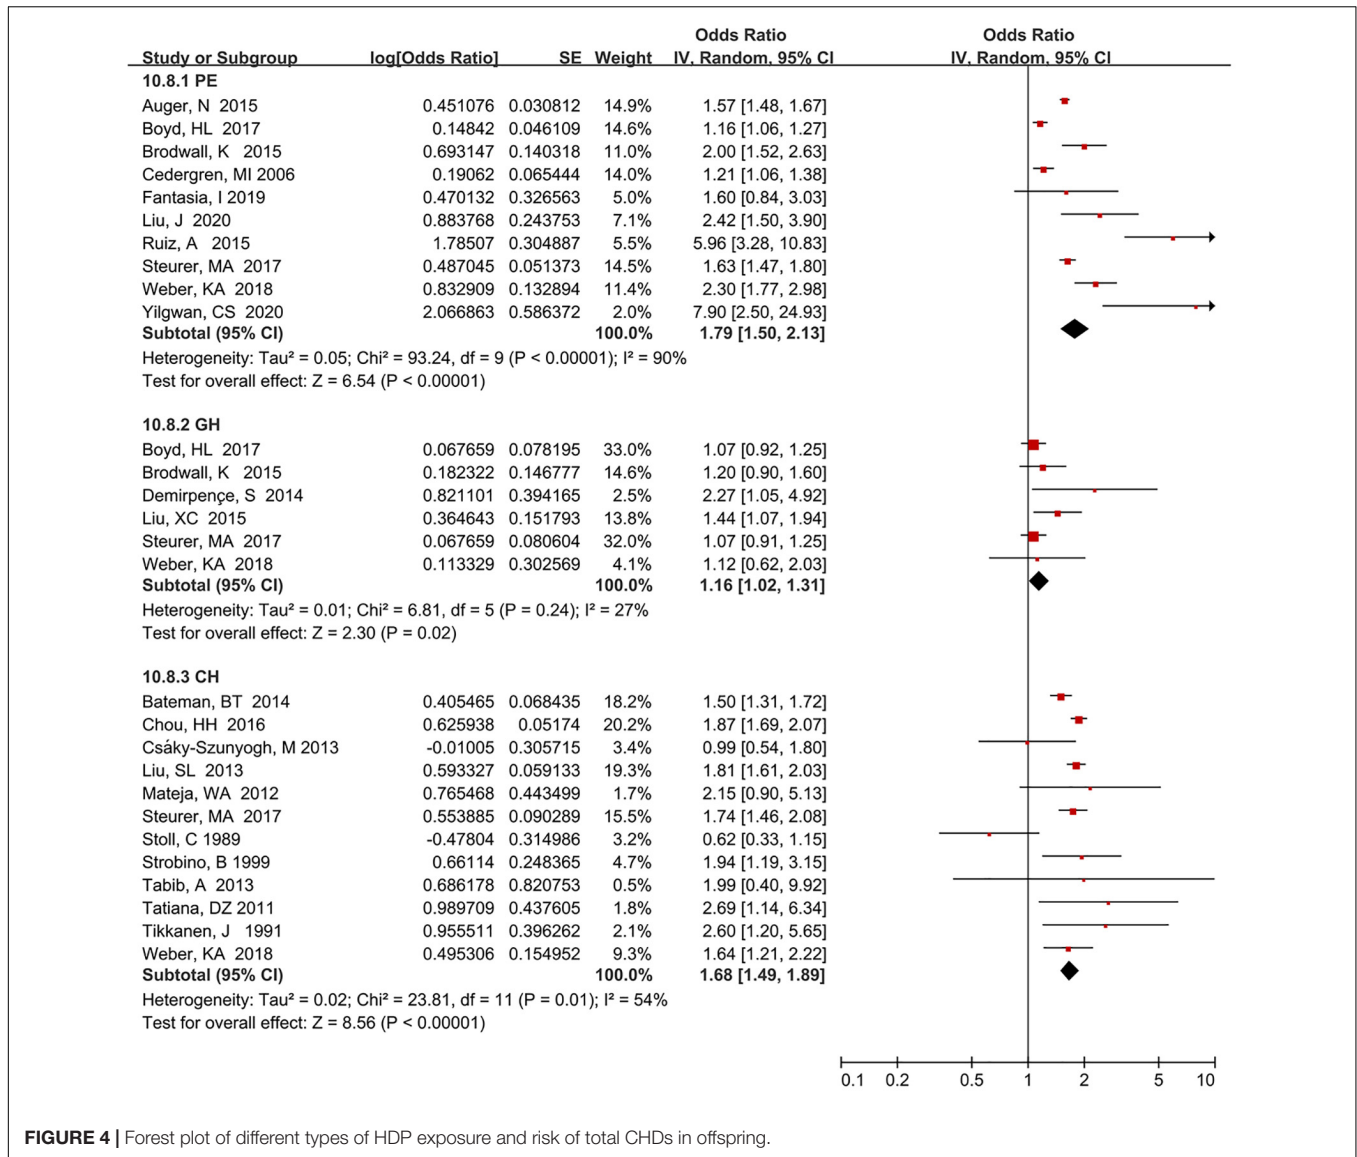 Odds Ratio Odds Ratio
Study or Subgroup log[Odds Ratio] SE Weight IV, Random, 95% CI IV, Random, 95% CI
10.8.1 PE
Auger, N 2015 0.451076 0.030812 14.9% 1.57 [1.48, 1.67]
Boyd, HL 2017 0.14842 0.046109 14.6% 1.16 [1.06, 1.27]
Brodwall, K 2015 0.693147 0.140318 11.0% 2.00 [1.52, 2.63]
Cedergren, MI 2006 0.19062 0.065444 14.0% 1.21 [1.06, 1.38]
Fantasia, I 2019 0.470132 0.326563 5.0% 1.60 [0.84, 3.03]
Liu, J 2020 0.883768 0.243753 7.1% 2.42 [1.50, 3.90]
Ruiz, A 2015 1.78507 0.304887 5.5% 5.96 [3.28, 10.83]
Steurer, MA 2017 0.487045 0.051373 14.5% 1.63 [1.47, 1.80]
Weber, KA 2018 0.832909 0.132894 11.4% 2.30 [1.77, 2.98]
Yilgwan, CS 2020 2.066863 0.586372 2.0% 7.90 [2.50, 24.93]
Subtotal (95% CI) 100.0% 1.79 [1.50, 2.13]
Heterogeneity: Tau² = 0.05; Chi² = 93.24, df = 9 (P < 0.00001); I² = 90%
Test for overall effect: Z = 6.54 (P < 0.00001)
10.8.2 GH
Boyd, HL 2017 0.067659 0.078195 33.0% 1.07 [0.92, 1.25]
Brodwall, K 2015 0.182322 0.146777 14.6% 1.20 [0.90, 1.60]
Demirpençe, S 2014 0.821101 0.394165 2.5% 2.27 [1.05, 4.92]
Liu, XC 2015 0.364643 0.151793 13.8% 1.44 [1.07, 1.94]
Steurer, MA 2017 0.067659 0.080604 32.0% 1.07 [0.91, 1.25]
Weber, KA 2018 0.113329 0.302569 4.1% 1.12 [0.62, 2.03]
Subtotal (95% CI) 100.0% 1.16 [1.02, 1.31]
Heterogeneity: Tau² = 0.01; Chi² = 6.81, df = 5 (P = 0.24); I² = 27%
Test for overall effect: Z = 2.30 (P = 0.02)
10.8.3 CH
Bateman, BT 2014 0.405465 0.068435 18.2% 1.50 [1.31, 1.72]
Chou, HH 2016 0.625938 0.05174 20.2% 1.87 [1.69, 2.07]
Csáky-Szunyogh, M 2013 -0.01005 0.305715 3.4% 0.99 [0.54, 1.80]
Liu, SL 2013 0.593327 0.059133 19.3% 1.81 [1.61, 2.03]
Mateja, WA 2012 0.765468 0.443499 1.7% 2.15 [0.90, 5.13]
Steurer, MA 2017 0.553885 0.090289 15.5% 1.74 [1.46, 2.08]
Stoll, C 1989 -0.47804 0.314986 3.2% 0.62 [0.33, 1.15]
Strobino, B 1999 0.66114 0.248365 4.7% 1.94 [1.19, 3.15]
Tabib, A 2013 0.686178 0.820753 0.5% 1.99 [0.40, 9.92]
Tatiana, DZ 2011 0.989709 0.437605 1.8% 2.69 [1.14, 6.34]
Tikkanen, J 1991 0.955511 0.396262 2.1% 2.60 [1.20, 5.65]
Weber, KA 2018 0.495306 0.154952 9.3% 1.64 [1.21, 2.22]
Subtotal (95% CI) 100.0% 1.68 [1.49, 1.89]
Heterogeneity: Tau² = 0.02; Chi² = 23.81, df = 11 (P = 0.01); I² = 54%
Test for overall effect: Z = 8.56 (P < 0.00001)
0.1 0.2 0.5 1 2 5 10
FIGURE 4 | Forest plot of different types of HDP exposure and risk of total CHDs in offspring.